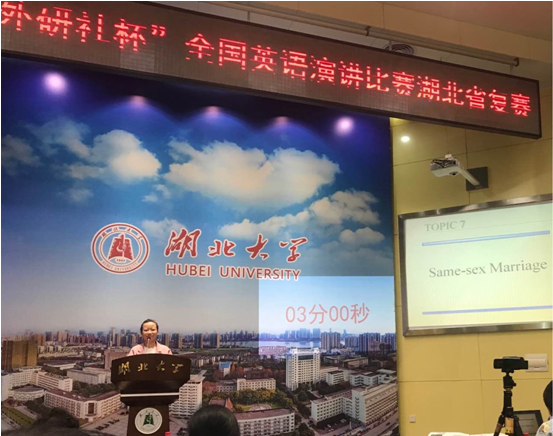 外研社杯”全国英语演讲比赛湖北省复赛
湖北大学
HUBEI UNIVERSITY
03分00秒
TOPIC 7
Same-sex Marriage
湖北大学